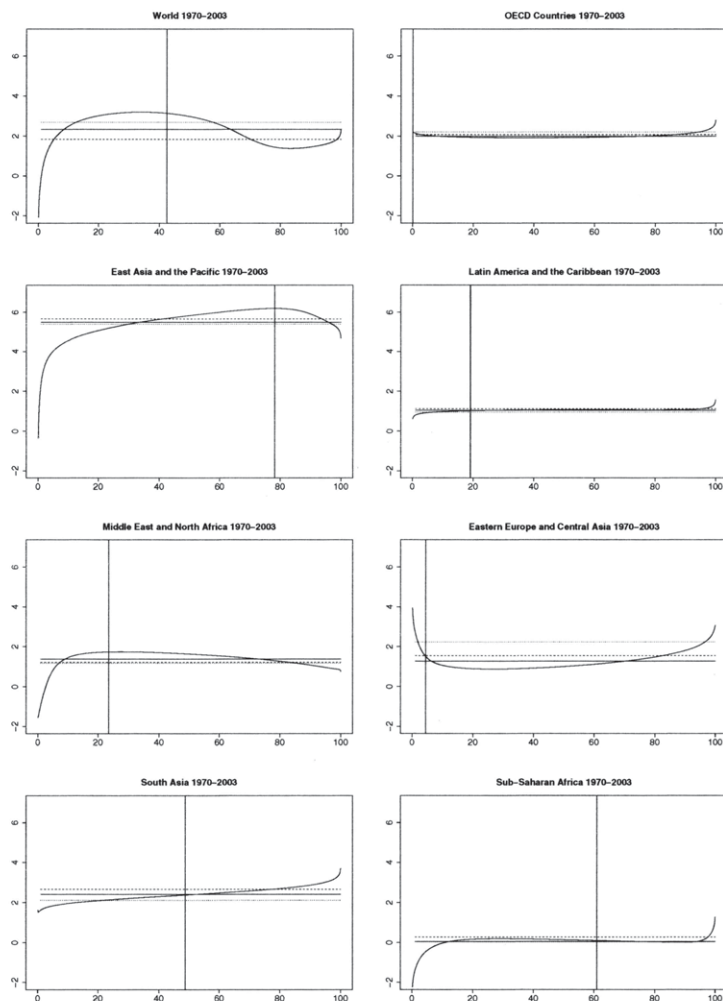 World 1970–2003
6
4
2
0
−2
0 20 40 60 80 100
OECD Countries 1970–2003
6
4
2
0
−2
0 20 40 60 80 100
East Asia and the Pacific 1970–2003
6
4
2
0
−2
0 20 40 60 80 100
Latin America and the Caribbean 1970–2003
6
4
2
0
−2
0 20 40 60 80 100
Middle East and North Africa 1970–2003
6
4
2
0
−2
0 20 40 60 80 100
Eastern Europe and Central Asia 1970–2003
6
4
2
0
−2
0 20 40 60 80 100
South Asia 1970–2003
6
4
2
0
−2
0 20 40 60 80 100
Sub–Saharan Africa 1970–2003
6
4
2
0
−2
0 20 40 60 80 100